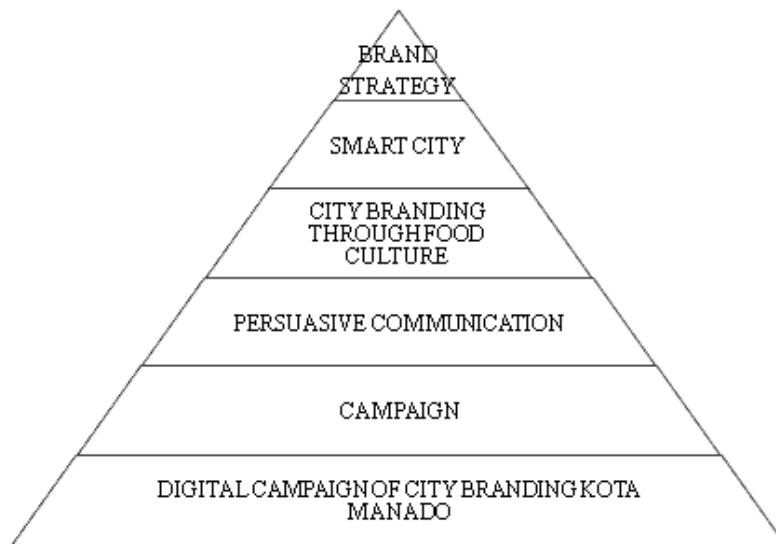 BRAND
STRATEGY
SMART CITY
CITY BRANDING
THROUGH FOOD
CULTURE
PERSUASIVE COMMUNICATION
CAMPAIGN
DIGITAL CAMPAIGN OF CITY BRANDING KOTA
MANADO